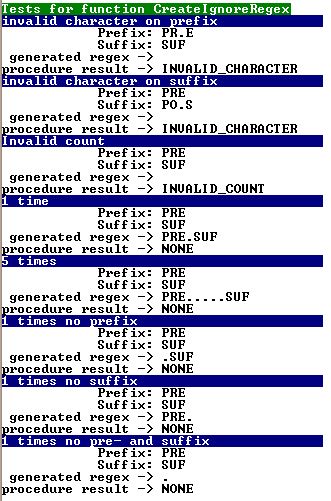 Tests for function CreateIgnoreRegex
invalid character on prefix
Prefix: PR.E
Suffix: SUF
generated regex ->
procedure result -> INVALID_CHARACTER
invalid character on suffix
Prefix: PRE
Suffix: PO.S
generated regex ->
procedure result -> INVALID_CHARACTER
Invalid count
Prefix: PRE
Suffix: SUF
generated regex ->
procedure result -> INVALID_COUNT
1 time
Prefix: PRE
Suffix: SUF
generated regex -> PRE.SUF
procedure result -> NONE
5 times
Prefix: PRE
Suffix: SUF
generated regex -> PRE.....SUF
procedure result -> NONE
1 times no prefix
Prefix: PRE
Suffix: SUF
generated regex -> .SUF
procedure result -> NONE
1 times no suffix
Prefix: PRE
Suffix: SUF
generated regex -> PRE.
procedure result -> NONE
1 times no pre- and suffix
Prefix: PRE
Suffix: SUF
generated regex -> .
procedure result -> NONE